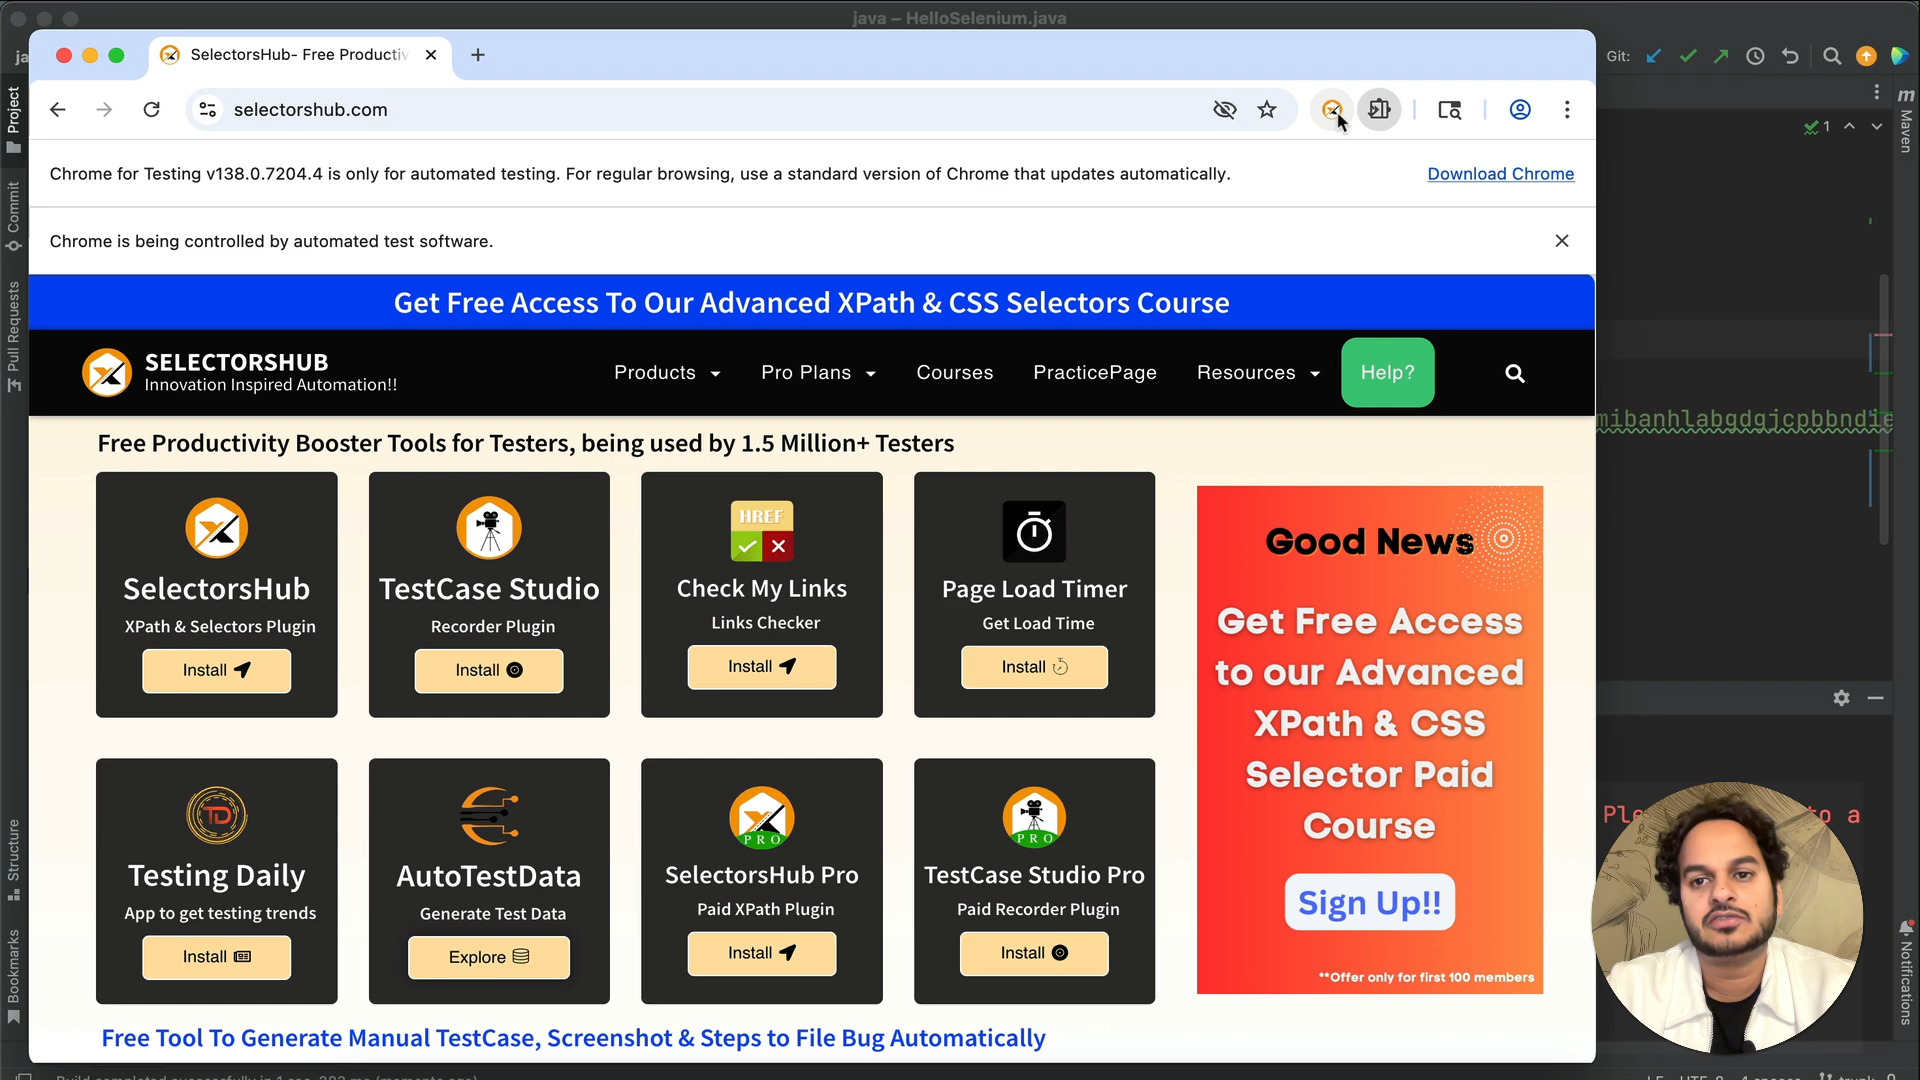 java – HelloSelenium.java
ja
Git:
SelectorsHub- Free Productiv
selectorshub.com
Chrome for Testing v138.0.7204.4 is only for automated testing. For regular browsing, use a standard version of Chrome that updates automatically.
Download Chrome
Chrome is being controlled by automated test software.
Get Free Access To Our Advanced XPath & CSS Selectors Course
SELECTORSHUB
Innovation Inspired Automation!!
Products
Pro Plans
Courses
PracticePage
Resources
Help?
Free Productivity Booster Tools for Testers, being used by 1.5 Million+ Testers
SelectorsHub
XPath & Selectors Plugin
Install
TestCase Studio
Recorder Plugin
Install
HREF
Check My Links
Links Checker
Install
Page Load Timer
Get Load Time
Install
TD
Testing Daily
App to get testing trends
Install
AutoTestData
Generate Test Data
Explore
PRO
SelectorsHub Pro
Paid XPath Plugin
Install
PRO
TestCase Studio Pro
Paid Recorder Plugin
Install
Good News
Get Free Access
to our Advanced
XPath & CSS
Selector Paid
Course
Sign Up!!
**Offer only for first 100 members
Free Tool To Generate Manual TestCase, Screenshot & Steps to File Bug Automatically
Project
Commit
Pull Requests
Structure
Bookmarks
m
Maven
1
mibanhlabgdgjcpbbndie
Notifications